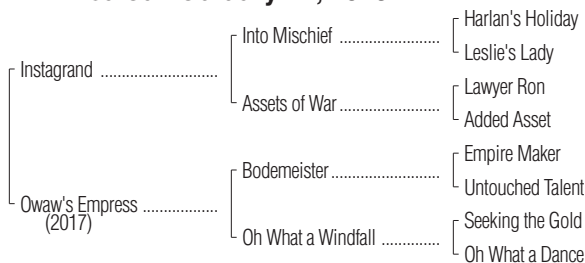 Harlan's Holiday
Into Mischief ........................
Leslie's Lady
Instagrand ............................
Lawyer Ron
Assets of War ........................
Added Asset
Empire Maker
Bodemeister..........................
Untouched Talent
Owaw's Empress ..................
(2017)
Seeking the Gold
Oh What a Windfall ..............
Oh What a Dance